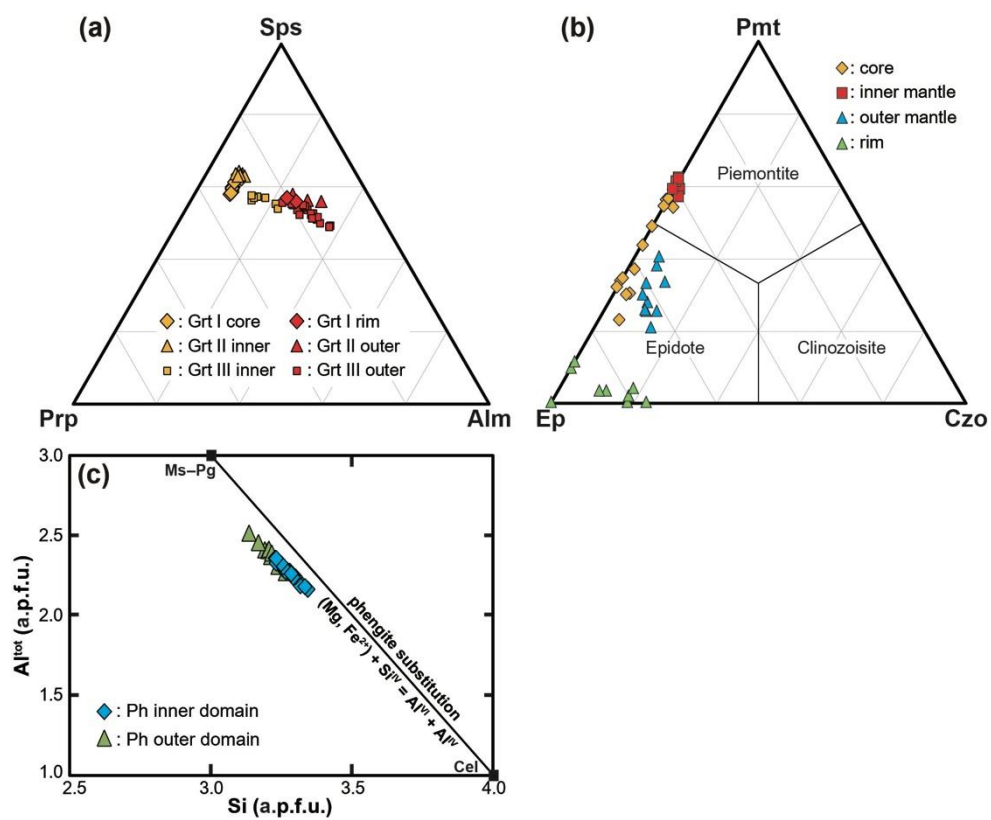 (a)
Sps
Prp
Alm
◆: Grt I core
◆: Grt I rim
▲: Grt II inner
▲: Grt II outer
■: Grt III inner
■: Grt III outer
(b)
Pmt
◆: core
■: inner mantle
▲: outer mantle
▲: rim
Piemontite
Epidote
Clinozoisite
Ep
Czo
(c)
3.0
2.5
2.0
1.5
1.0
Al^tot (a.p.f.u.)
Ms–Pg
phengite substitution
(Mg, Fe²⁺) + Si^IV = Al^VI + Al^IV
◆: Ph inner domain
▲: Ph outer domain
Cel
2.5
3.0
3.5
4.0
Si (a.p.f.u.)